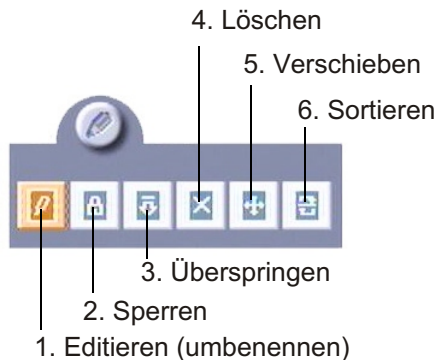 4. Löschen
5. Verschieben
6. Sortieren
3. Überspringen
2. Sperren
1. Editieren (umbenennen)